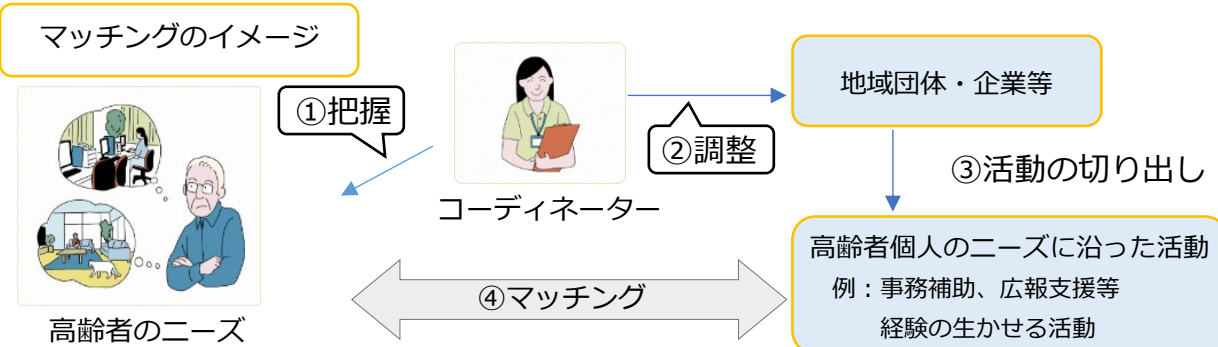 マッチングのイメージ
①把握
②調整
地域団体・企業等
③活動の切り出し
コーディネーター
高齢者個人のニーズに沿った活動
例：事務補助、広報支援等
経験の生かせる活動
④マッチング
高齢者のニーズ